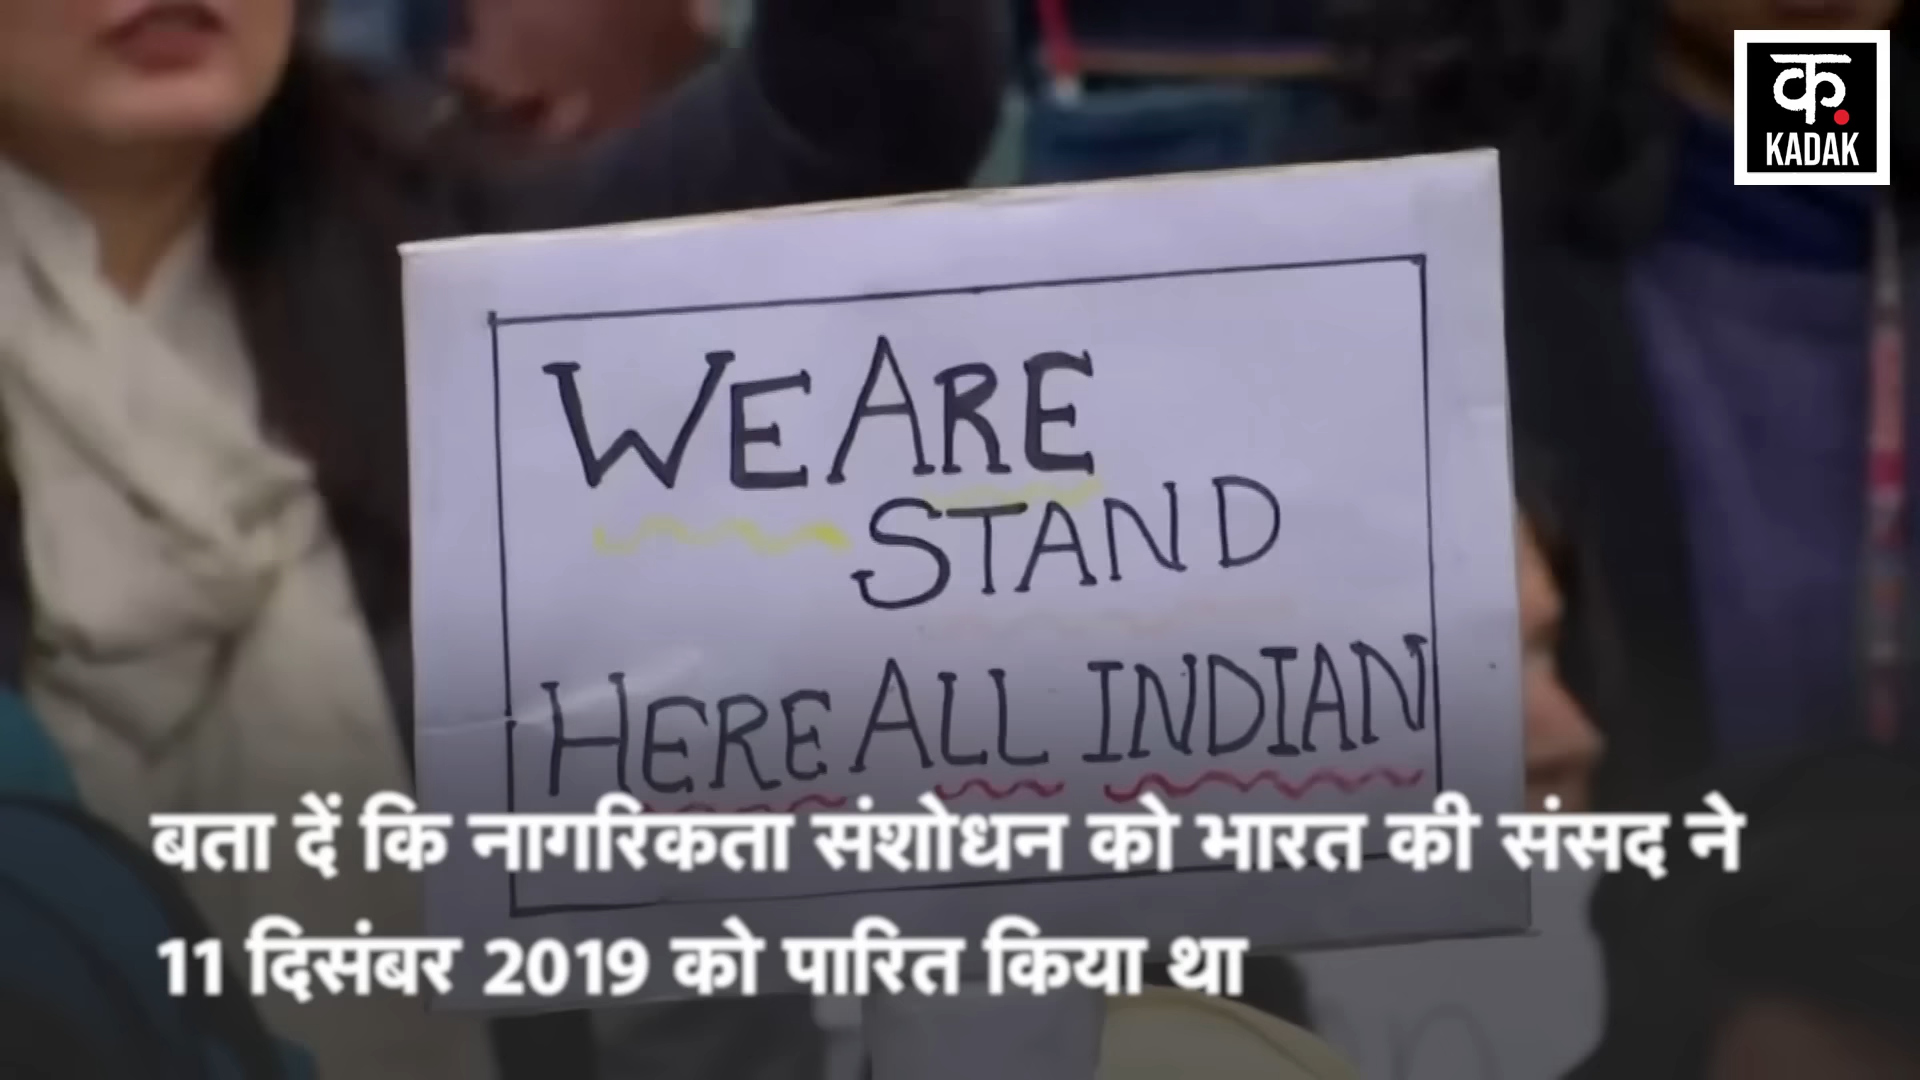 क.
KADAK
WE ARE
STAND
HERE ALL INDIAN
बता दें कि नागरिकता संशोधन को भारत की संसद ने
11 दिसंबर 2019 को पारित किया था